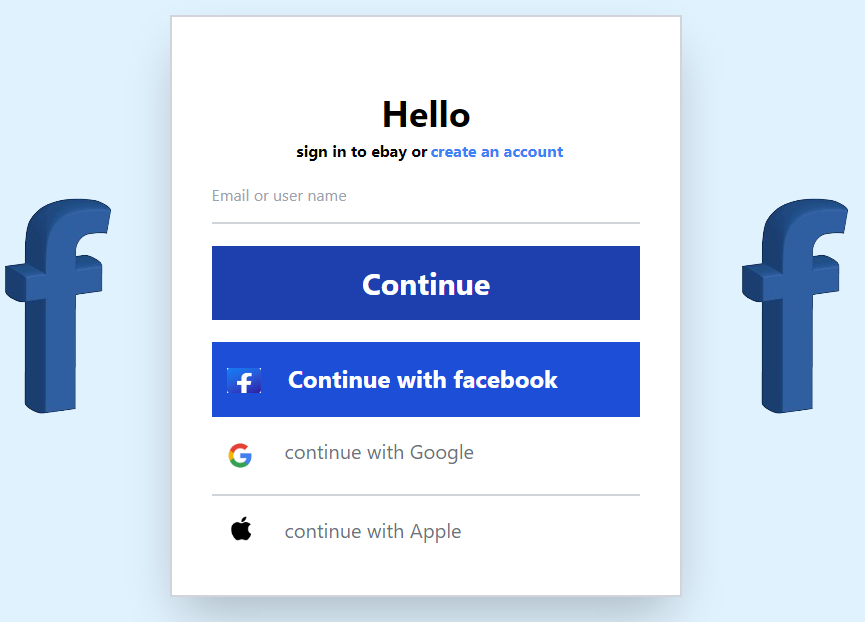 Hello
sign in to ebay or create an account
Email or user name
Continue
Continue with facebook
continue with Google
continue with Apple